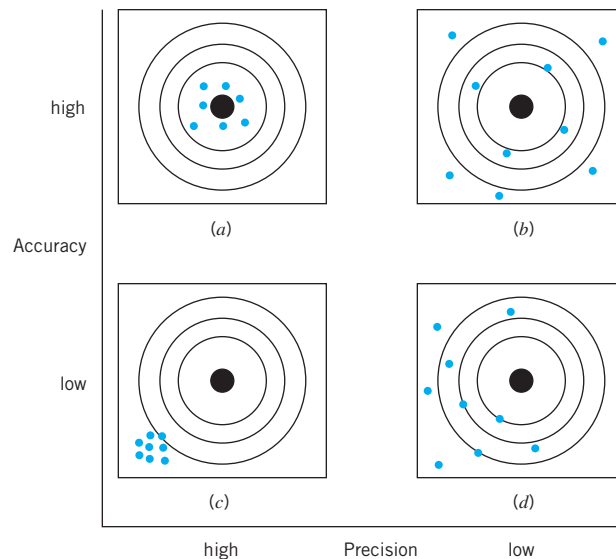 high
(a)
(b)
Accuracy
low
(c)
(d)
high Precision low